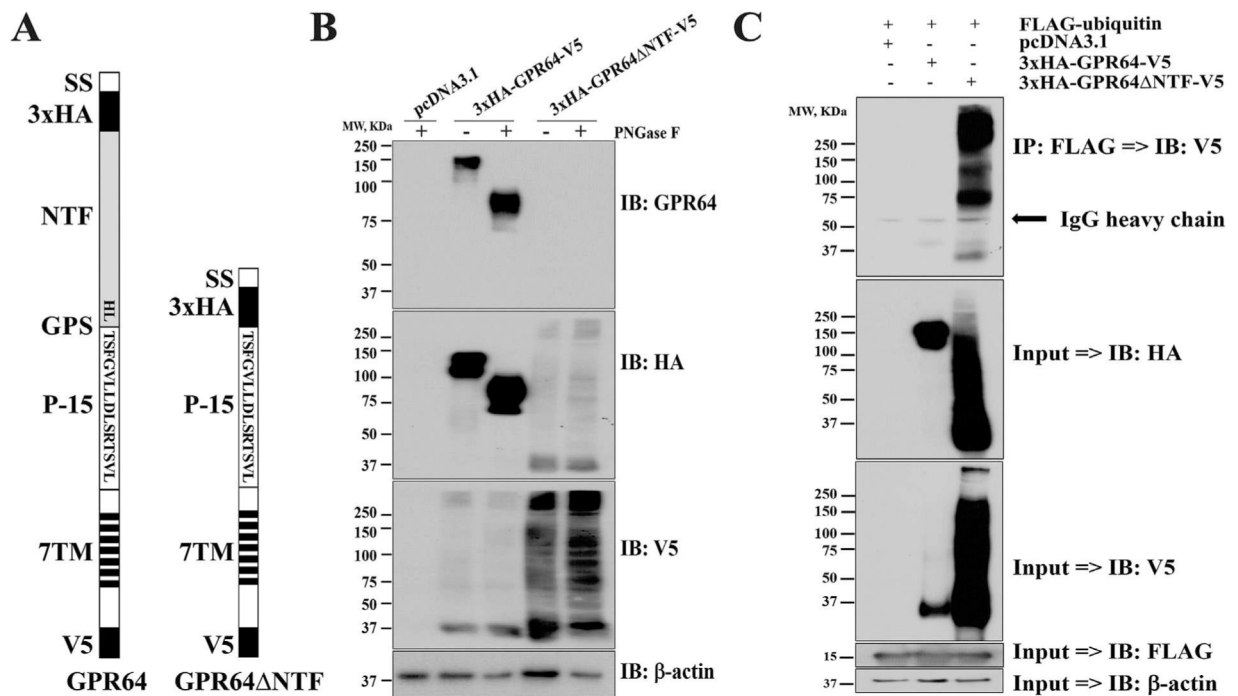 A
SS
3xHA
NTF
GPS
P-15
7TM
V5
GPR64
HL
TSFGVLLDLSRTSVL
SS
3xHA
P-15
7TM
V5
GPR64ΔNTF
TSFGVLLDLSRTSVL
B
pcDNA3.1
3xHA-GPR64-V5
3xHA-GPR64ΔNTF-V5
MW, KDa
+ - + - + PNGase F
250
150
100
75
50
37
IB: GPR64
250
150
100
75
50
37
IB: HA
250
150
100
75
50
37
IB: V5
37
IB: β-actin
C
+ + + FLAG-ubiquitin
+ - - pcDNA3.1
- + - 3xHA-GPR64-V5
- - + 3xHA-GPR64ΔNTF-V5
MW, KDa
250
150
100
75
50
37
IP: FLAG => IB: V5
IgG heavy chain
250
150
100
75
50
37
Input => IB: HA
250
150
100
75
50
37
Input => IB: V5
15
Input => IB: FLAG
37
Input => IB: β-actin